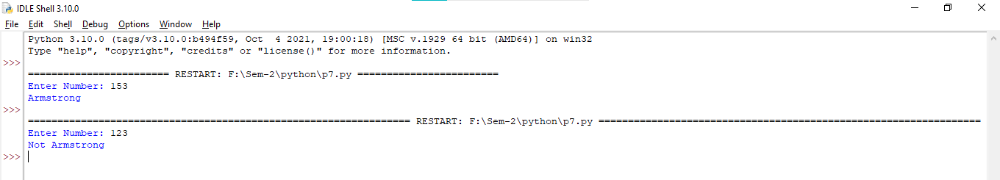 IDLE Shell 3.10.0
File Edit Shell Debug Options Window Help
Python 3.10.0 (tags/v3.10.0:b494f59, Oct  4 2021, 19:00:18) [MSC v.1929 64 bit (AMD64)] on win32
Type "help", "copyright", "credits" or "license()" for more information.
>>>
======================== RESTART: F:\Sem-2\python\p7.py ========================
Enter Number: 153
Armstrong
>>>
================================================================= RESTART: F:\Sem-2\python\p7.py =================================================================
Enter Number: 123
Not Armstrong
>>>